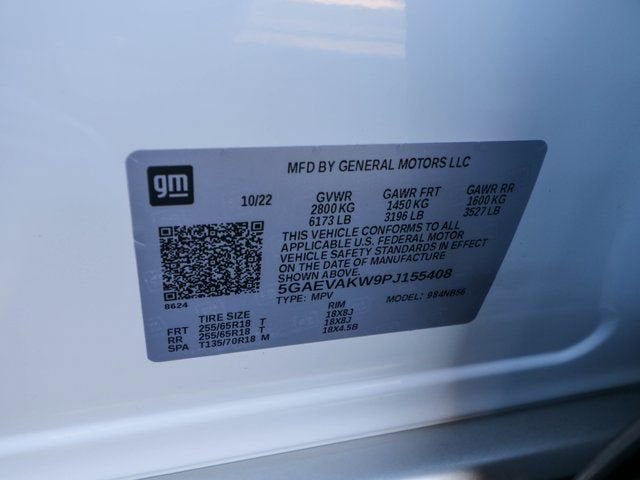 gm
MFD BY GENERAL MOTORS LLC
10/22 GVWR GAWR FRT GAWR RR
2800 KG 1450 KG 1600 KG
6173 LB 3196 LB 3527 LB
THIS VEHICLE CONFORMS TO ALL
APPLICABLE U.S. FEDERAL MOTOR
VEHICLE SAFETY STANDARDS IN EFFECT
ON THE DATE OF MANUFACTURE
SHOWN ABOVE.
5GAEVAKW9PJ155408
8624
TYPE: MPV MODEL: 984NB56
TIRE SIZE RIM
FRT 255/65R18 T 18X8J
RR 255/65R18 T 18X8J
SPA T135/70R18 M 18X4.5B